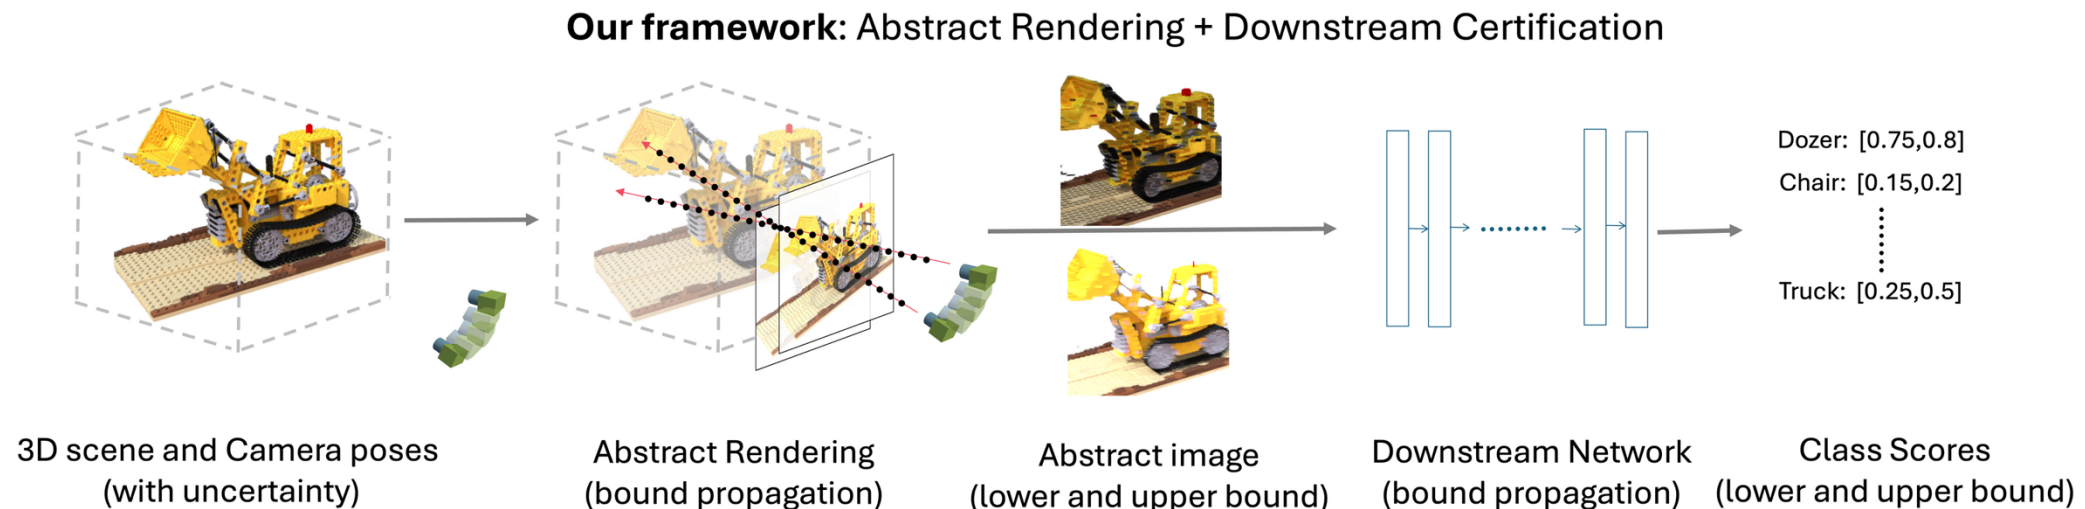 Our framework: Abstract Rendering + Downstream Certification
Dozer: [0.75,0.8]
Chair: [0.15,0.2]
Truck: [0.25,0.5]
3D scene and Camera poses
(with uncertainty)
Abstract Rendering
(bound propagation)
Abstract image
(lower and upper bound)
Downstream Network
(bound propagation)
Class Scores
(lower and upper bound)